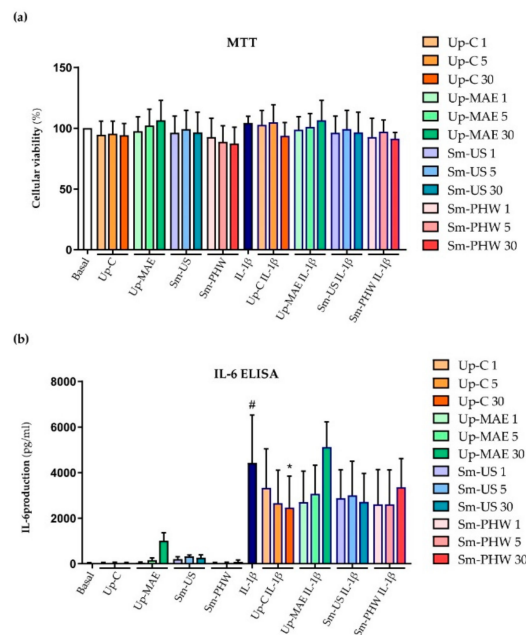 (a)
MTT
Cellular viability (%)
150
100
50
0
Basal
Up-C
Up-MAE
Sm-US
Sm-PHW
IL-1β
Up-C IL-1β
Up-MAE IL-1β
Sm-US IL-1β
Sm-PHW IL-1β
Up-C 1
Up-C 5
Up-C 30
Up-MAE 1
Up-MAE 5
Up-MAE 30
Sm-US 1
Sm-US 5
Sm-US 30
Sm-PHW 1
Sm-PHW 5
Sm-PHW 30
(b)
IL-6 ELISA
IL-6production (pg/ml)
8000
6000
4000
2000
0
#
*
Basal
Up-C
Up-MAE
Sm-US
Sm-PHW
IL-1β
Up-C IL-1β
Up-MAE IL-1β
Sm-US IL-1β
Sm-PHW IL-1β
Up-C 1
Up-C 5
Up-C 30
Up-MAE 1
Up-MAE 5
Up-MAE 30
Sm-US 1
Sm-US 5
Sm-US 30
Sm-PHW 1
Sm-PHW 5
Sm-PHW 30